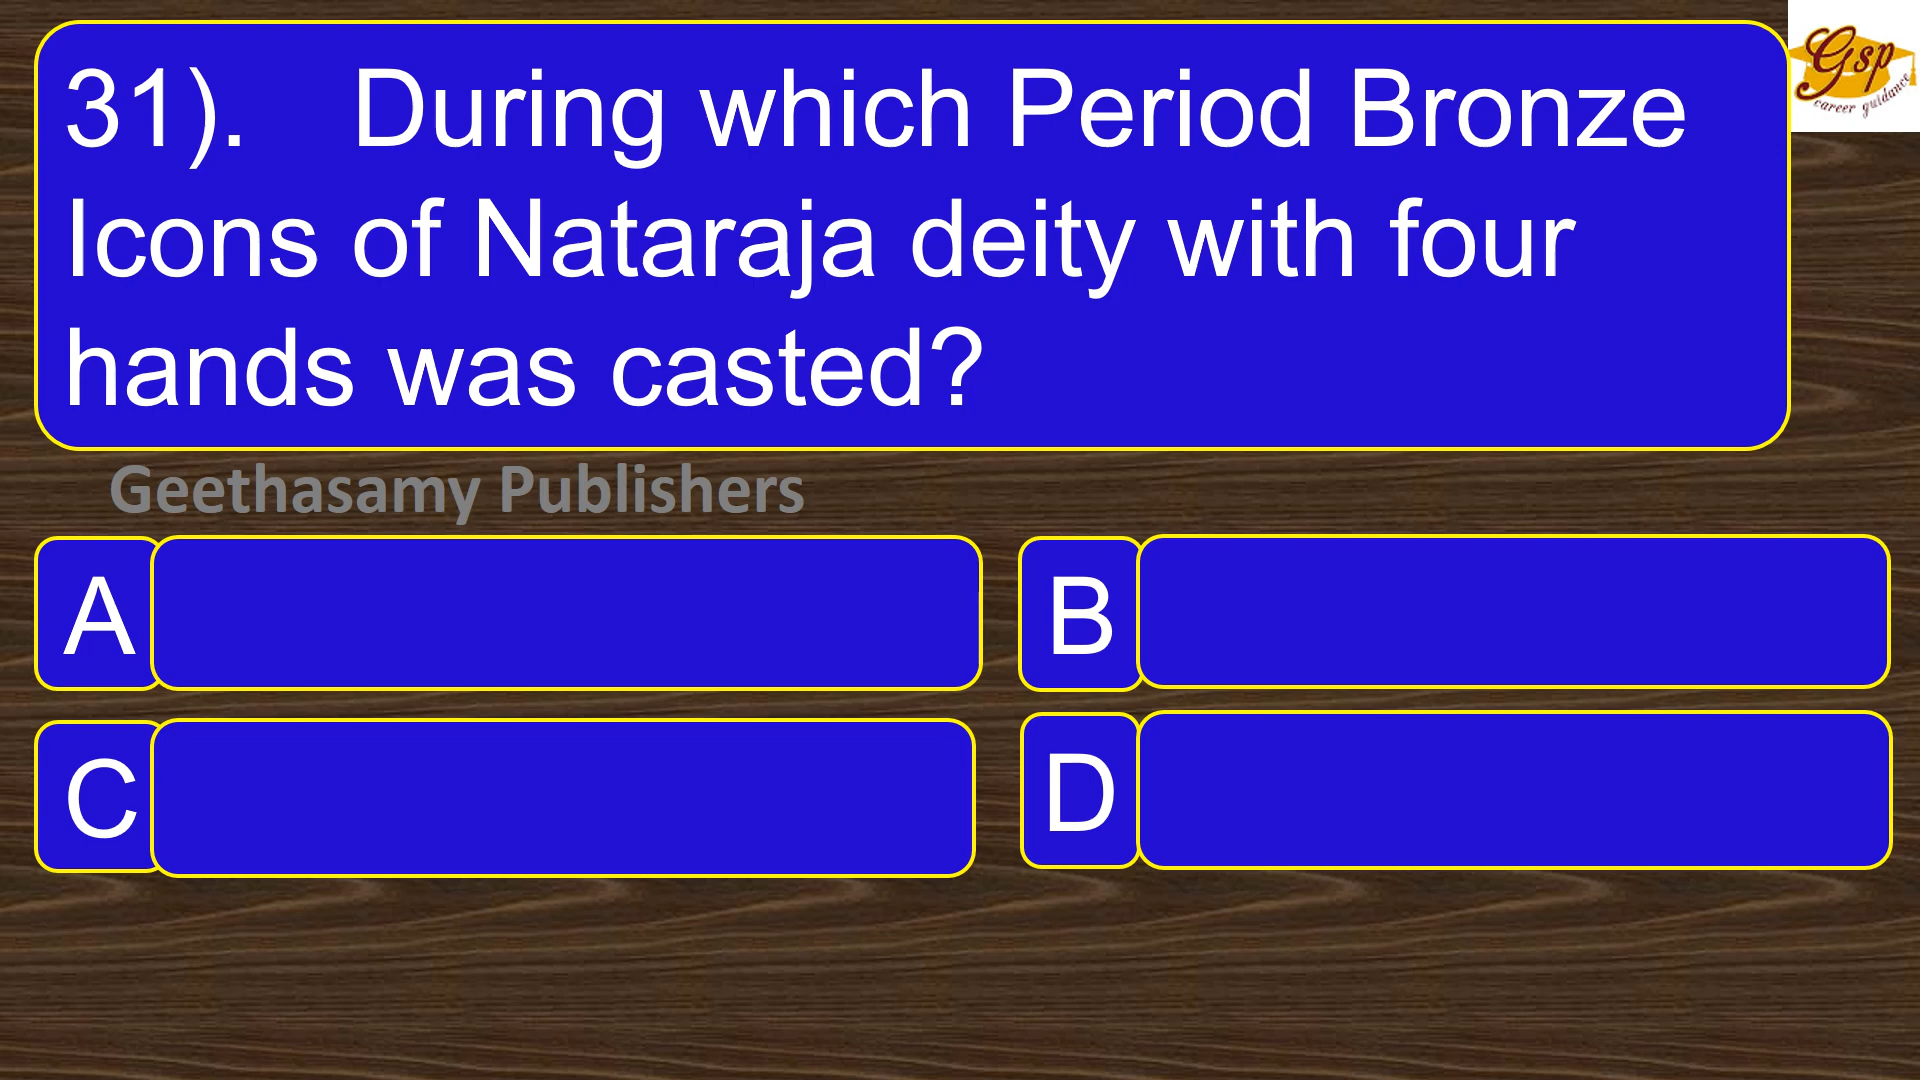 31).   During which Period Bronze
Icons of Nataraja deity with four
hands was casted?
Gsp
career guidance
Geethasamy Publishers
A
B
C
D